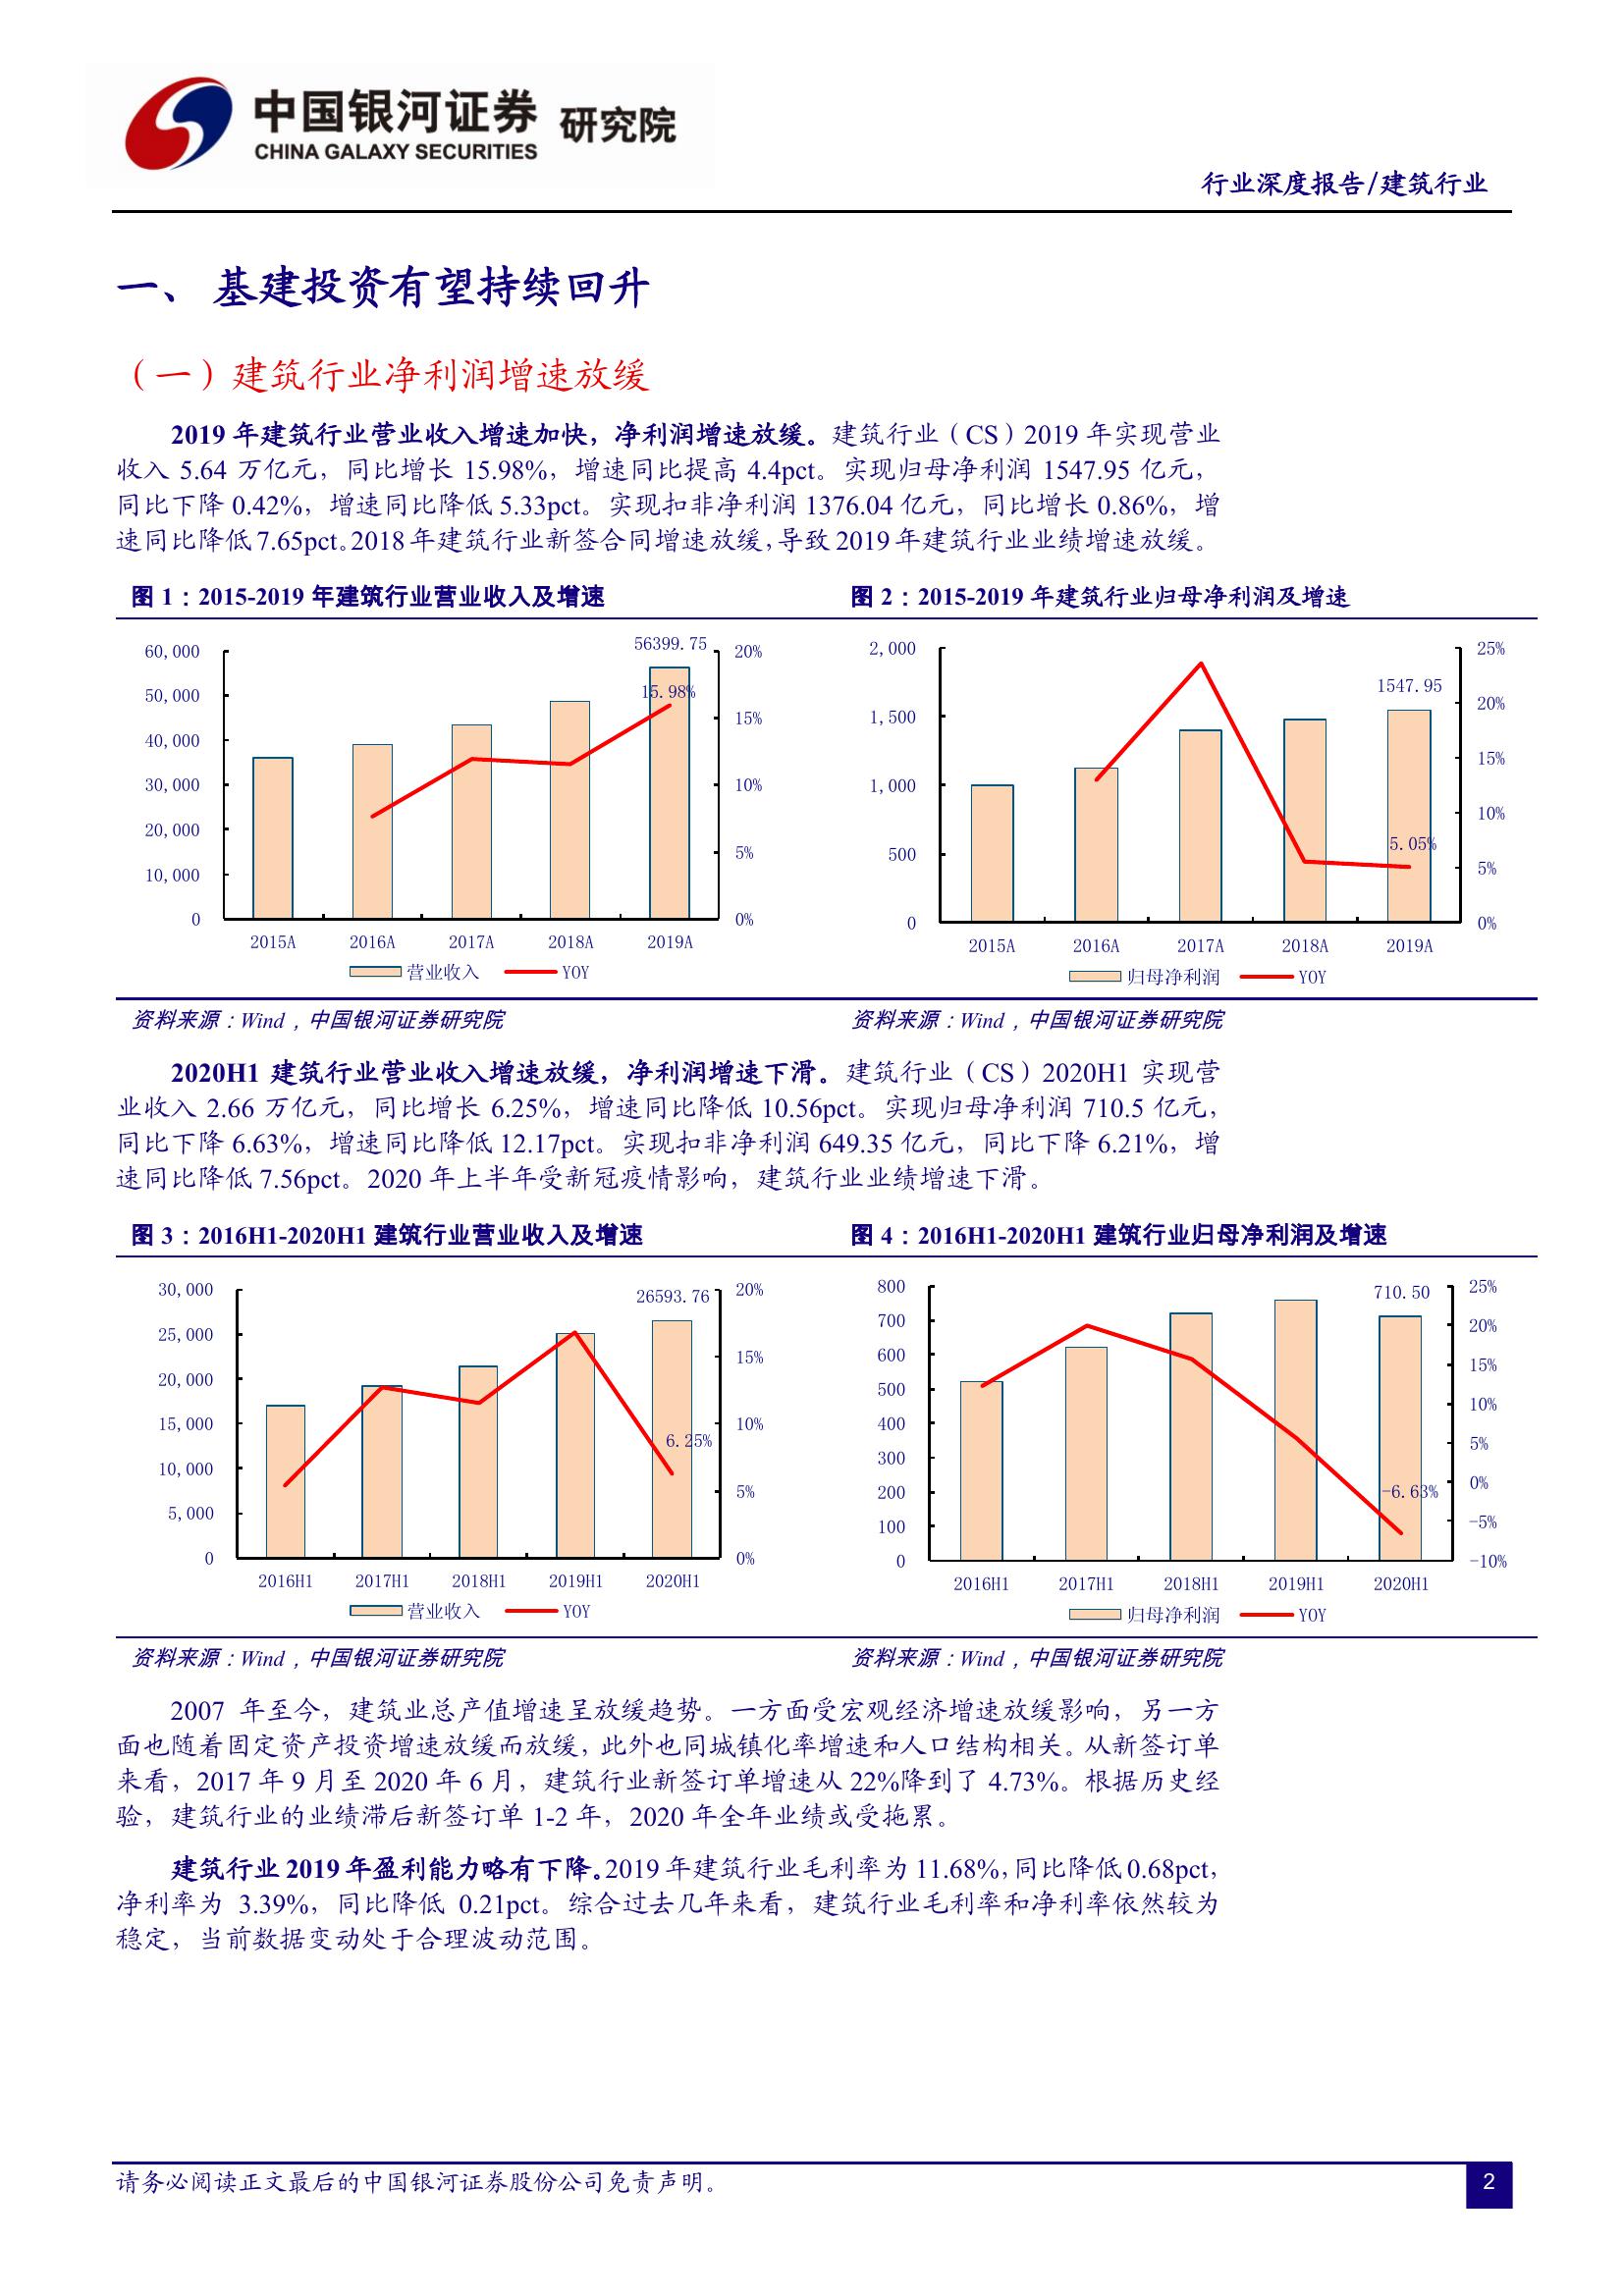 中国银河证券 研究院
CHINA GALAXY SECURITIES
行业深度报告/建筑行业
一、 基建投资有望持续回升
（一）建筑行业净利润增速放缓
2019 年建筑行业营业收入增速加快，净利润增速放缓。建筑行业（CS）2019 年实现营业
收入 5.64 万亿元，同比增长 15.98%，增速同比提高 4.4pct。实现归母净利润 1547.95 亿元，
同比下降 0.42%，增速同比降低 5.33pct。实现扣非净利润 1376.04 亿元，同比增长 0.86%，增
速同比降低 7.65pct。2018 年建筑行业新签合同增速放缓，导致 2019 年建筑行业业绩增速放缓。
图 1：2015-2019 年建筑行业营业收入及增速
60,000
50,000
40,000
30,000
20,000
10,000
0
56399.75
15.98%
20%
15%
10%
5%
0%
2015A 2016A 2017A 2018A 2019A
营业收入 YOY
资料来源：Wind，中国银河证券研究院
图 2：2015-2019 年建筑行业归母净利润及增速
2,000
1,500
1,000
500
0
1547.95
5.05%
25%
20%
15%
10%
5%
0%
2015A 2016A 2017A 2018A 2019A
归母净利润 YOY
资料来源：Wind，中国银河证券研究院
2020H1 建筑行业营业收入增速放缓，净利润增速下滑。建筑行业（CS）2020H1 实现营
业收入 2.66 万亿元，同比增长 6.25%，增速同比降低 10.56pct。实现归母净利润 710.5 亿元，
同比下降 6.63%，增速同比降低 12.17pct。实现扣非净利润 649.35 亿元，同比下降 6.21%，增
速同比降低 7.56pct。2020 年上半年受新冠疫情影响，建筑行业业绩增速下滑。
图 3：2016H1-2020H1 建筑行业营业收入及增速
30,000
25,000
20,000
15,000
10,000
5,000
0
26593.76
6.25%
20%
15%
10%
5%
0%
2016H1 2017H1 2018H1 2019H1 2020H1
营业收入 YOY
资料来源：Wind，中国银河证券研究院
图 4：2016H1-2020H1 建筑行业归母净利润及增速
800
700
600
500
400
300
200
100
0
710.50
-6.63%
25%
20%
15%
10%
5%
0%
-5%
-10%
2016H1 2017H1 2018H1 2019H1 2020H1
归母净利润 YOY
资料来源：Wind，中国银河证券研究院
2007 年至今，建筑业总产值增速呈放缓趋势。一方面受宏观经济增速放缓影响，另一方
面也随着固定资产投资增速放缓而放缓，此外也同城镇化率增速和人口结构相关。从新签订单
来看，2017 年 9 月至 2020 年 6 月，建筑行业新签订单增速从 22%降到了 4.73%。根据历史经
验，建筑行业的业绩滞后新签订单 1-2 年，2020 年全年业绩或受拖累。
建筑行业 2019 年盈利能力略有下降。2019 年建筑行业毛利率为 11.68%，同比降低 0.68pct，
净利率为 3.39%，同比降低 0.21pct。综合过去几年来看，建筑行业毛利率和净利率依然较为
稳定，当前数据变动处于合理波动范围。
请务必阅读正文最后的中国银河证券股份公司免责声明。
2